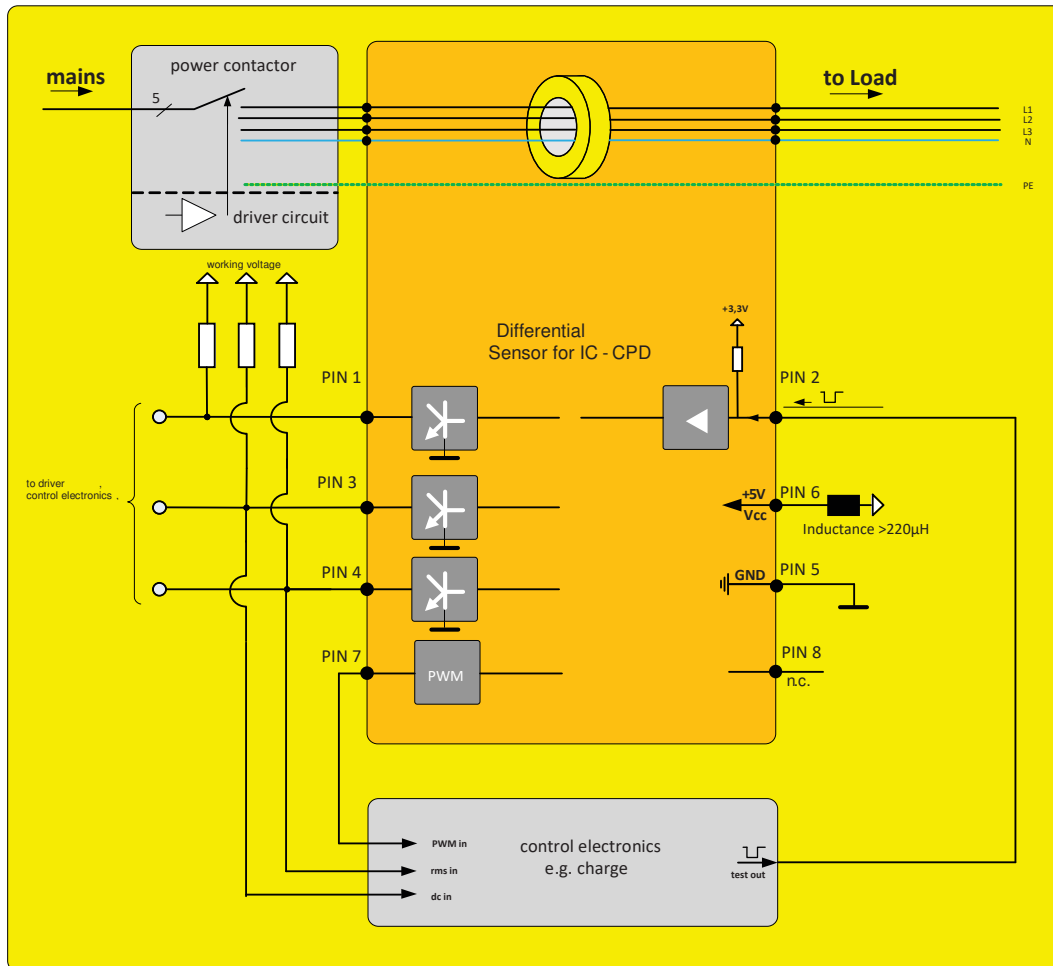 power contactor
mains
5
to Load
L1
L2
L3
N
PE
driver circuit
working voltage
+3,3V
Differential
Sensor for IC - CPD
PIN 1
PIN 2
to driver ,
control electronics .
PIN 3
+5V
Vcc
PIN 6
Inductance >220µH
PIN 4
GND
PIN 5
PIN 7
PWM
PIN 8
n.c.
PWM in
rms in
dc in
control electronics
e.g. charge
test out